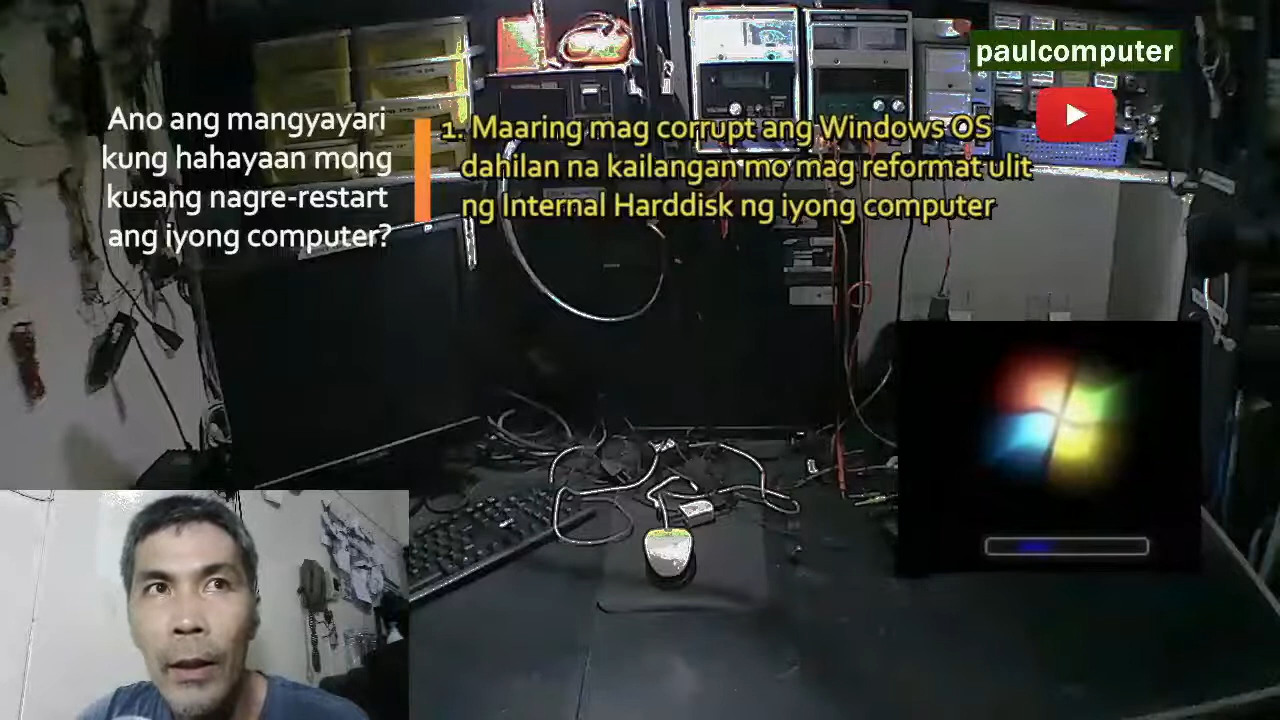 paulcomputer
Ano ang mangyayari
kung hahayaan mong
kusang nagre-restart
ang iyong computer?
1. Maaring mag corrupt ang Windows OS
dahilan na kailangan mo mag reformat ulit
ng Internal Harddisk ng iyong computer